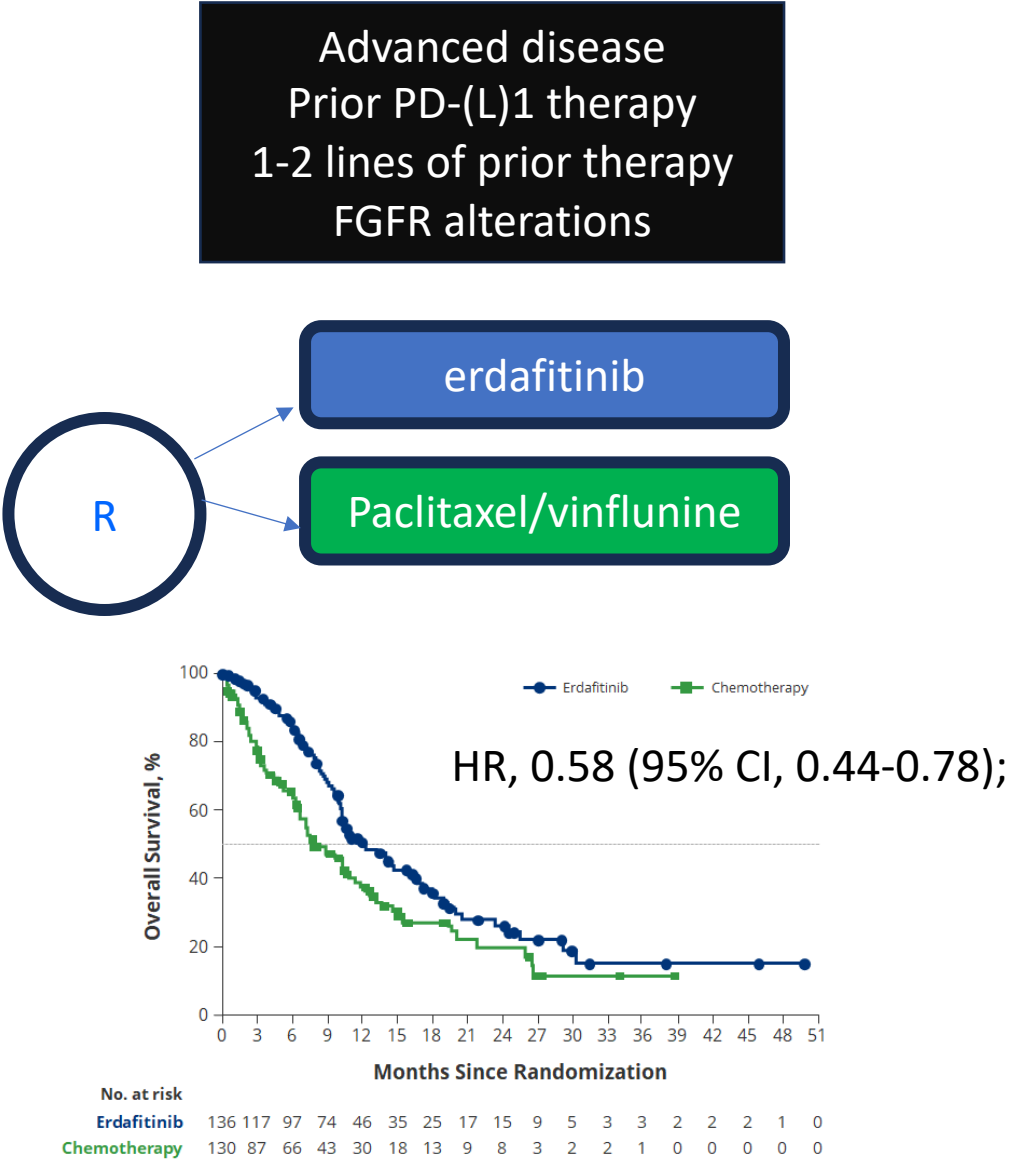 Advanced disease
Prior PD-(L)1 therapy
1-2 lines of prior therapy
FGFR alterations
erdafitinib
R
Paclitaxel/vinflunine
Erdafitinib Chemotherapy
HR, 0.58 (95% CI, 0.44-0.78);
Overall Survival, %
100
80
60
40
20
0
0 3 6 9 12 15 18 21 24 27 30 33 36 39 42 45 48 51
Months Since Randomization
No. at risk
Erdafitinib 136 117 97 74 46 35 25 17 15 9 5 3 3 2 2 2 1 0
Chemotherapy 130 87 66 43 30 18 13 9 8 3 2 2 1 0 0 0 0 0